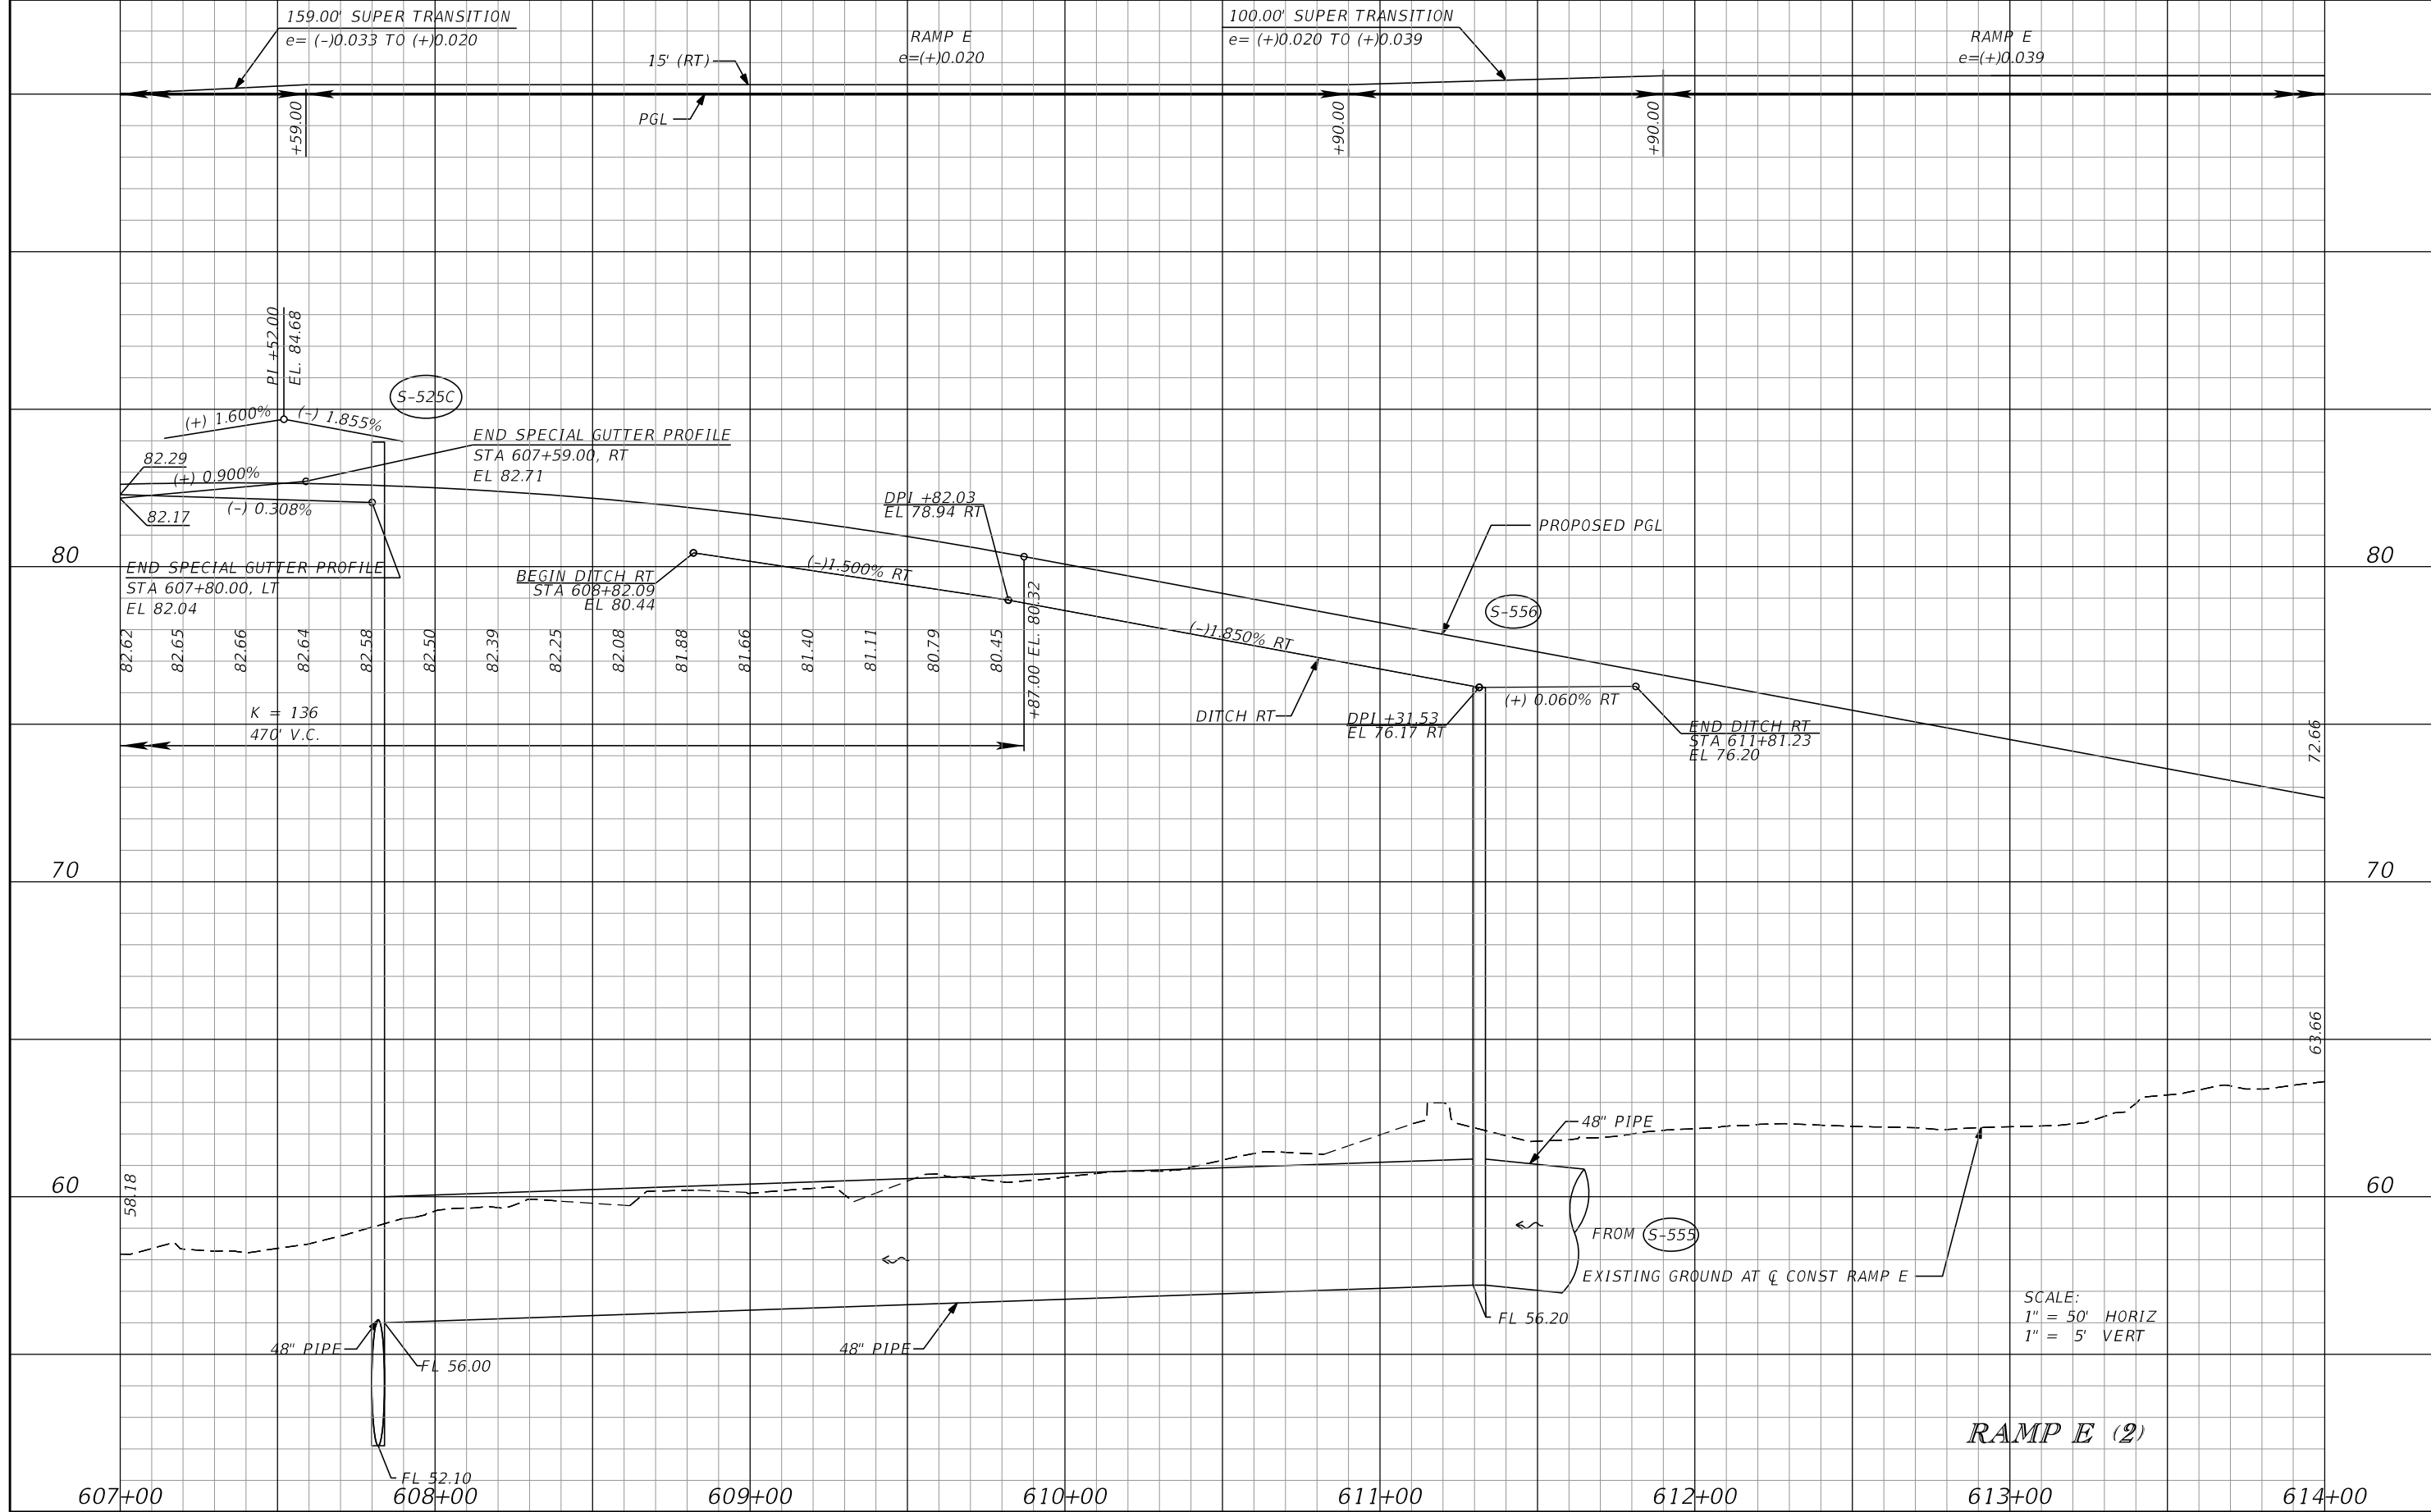 159.00' SUPER TRANSITION
e= (-)0.033 TO (+)0.020
15' (RT)
RAMP E
e=(+)0.020
100.00' SUPER TRANSITION
e= (+)0.020 TO (+)0.039
RAMP E
e=(+)0.039
PGL
+59.00
+90.00
+90.00
PI +52.00
EL. 84.68
(+) 1.600%
(-) 1.855%
S-525C
END SPECIAL GUTTER PROFILE
STA 607+59.00, RT
EL 82.71
82.29
(+) 0.900%
(-) 0.308%
82.17
DPI +82.03
EL 78.94 RT
PROPOSED PGL
80
80
END SPECIAL GUTTER PROFILE
STA 607+80.00, LT
EL 82.04
BEGIN DITCH RT
STA 608+82.09
EL 80.44
(-)1.500% RT
S-556
82.62
82.65
82.66
82.64
82.58
82.50
82.39
82.25
82.08
81.88
81.66
81.40
81.11
80.79
80.45
+87.00 EL. 80.32
(-)1.850% RT
K = 136
470' V.C.
DITCH RT
DPI +31.53
EL 76.17 RT
(+) 0.060% RT
END DITCH RT
STA 611+81.23
EL 76.20
72.66
70
70
63.66
48" PIPE
60
60
58.18
FROM S-555
EXISTING GROUND AT ℄ CONST RAMP E
SCALE:
1" = 50' HORIZ
1" = 5' VERT
FL 56.20
48" PIPE
FL 56.00
48" PIPE
RAMP E (2)
FL 52.10
607+00
608+00
609+00
610+00
611+00
612+00
613+00
614+00